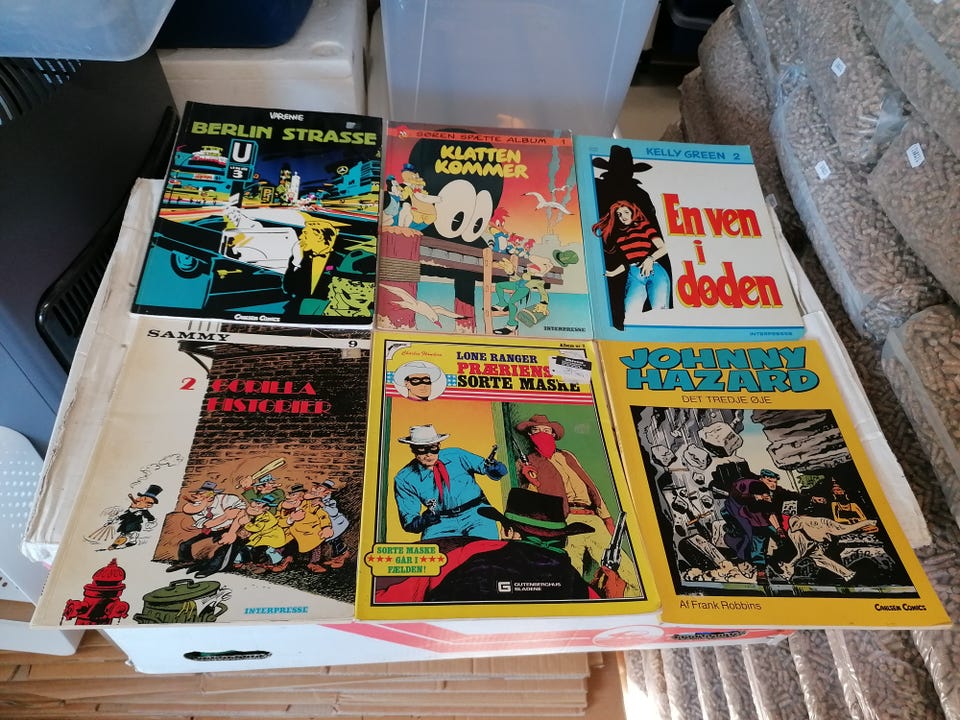 VARENNE
BERLIN STRASSE
U
CARLSEN COMICS
SØREN SPÆTTE ALBUM 1
KLATTEN
KOMMER
INTERPRESSE
KELLY GREEN 2
En ven
i
døden
INTERPRESSE
SAMMY 9
2 GORILLA
HISTORIER
INTERPRESSE
LONE RANGER
PRÆRIENS
SORTE MASKE
SORTE MASKE
GÅR I
FÆLDEN!
G GUTENBERGHUS
BLADENE
JOHNNY
HAZARD
DET TREDJE ØJE
Af Frank Robbins
CARLSEN COMICS